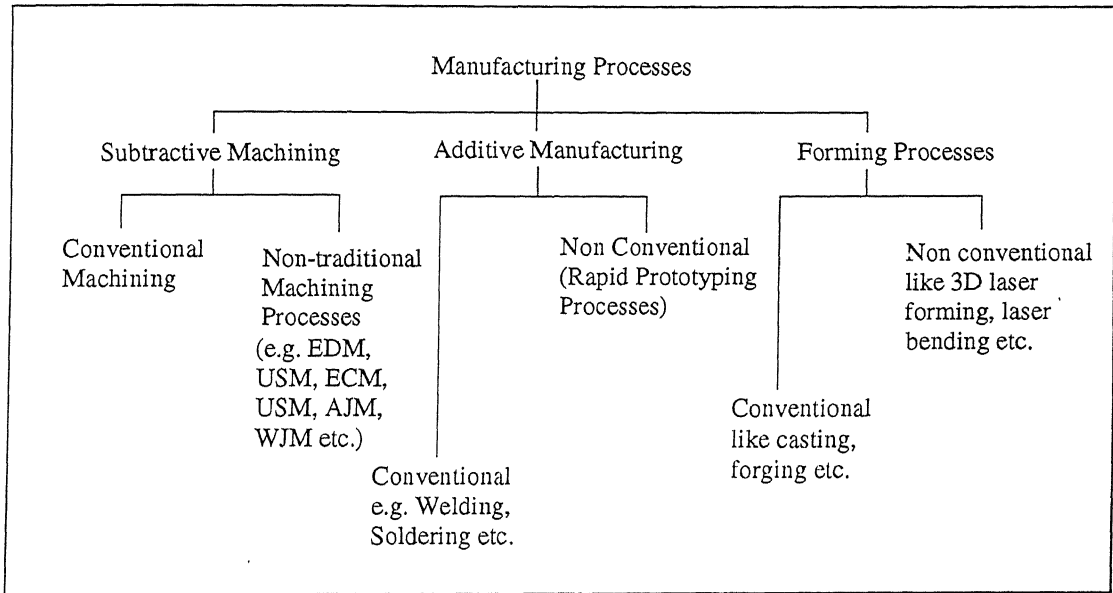 Manufacturing Processes
Subtractive Machining
Additive Manufacturing
Forming Processes
Conventional
Machining
Non-traditional
Machining
Processes
(e.g. EDM,
USM, ECM,
USM, AJM,
WJM etc.)
Conventional
e.g. Welding,
Soldering etc.
Non Conventional
(Rapid Prototyping
Processes)
Conventional
like casting,
forging etc.
Non conventional
like 3D laser
forming, laser
bending etc.